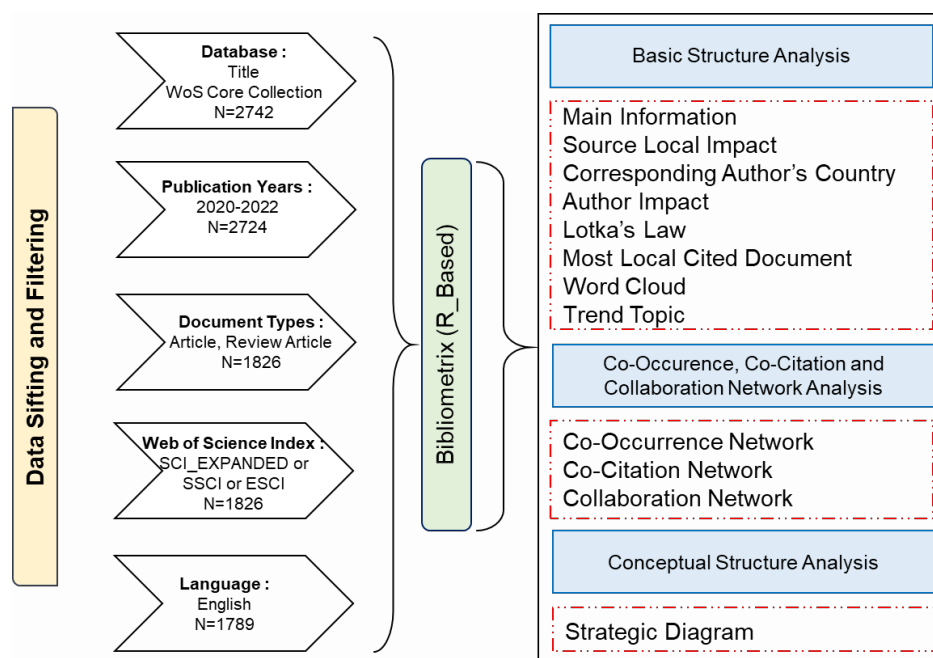 Data Sifting and Filtering
Database :
Title
WoS Core Collection
N=2742
Publication Years :
2020-2022
N=2724
Document Types :
Article, Review Article
N=1826
Web of Science Index :
SCI_EXPANDED or
SSCI or ESCI
N=1826
Language :
English
N=1789
Bibliometrix (R_Based)
Basic Structure Analysis
Main Information
Source Local Impact
Corresponding Author's Country
Author Impact
Lotka's Law
Most Local Cited Document
Word Cloud
Trend Topic
Co-Occurence, Co-Citation and
Collaboration Network Analysis
Co-Occurrence Network
Co-Citation Network
Collaboration Network
Conceptual Structure Analysis
Strategic Diagram